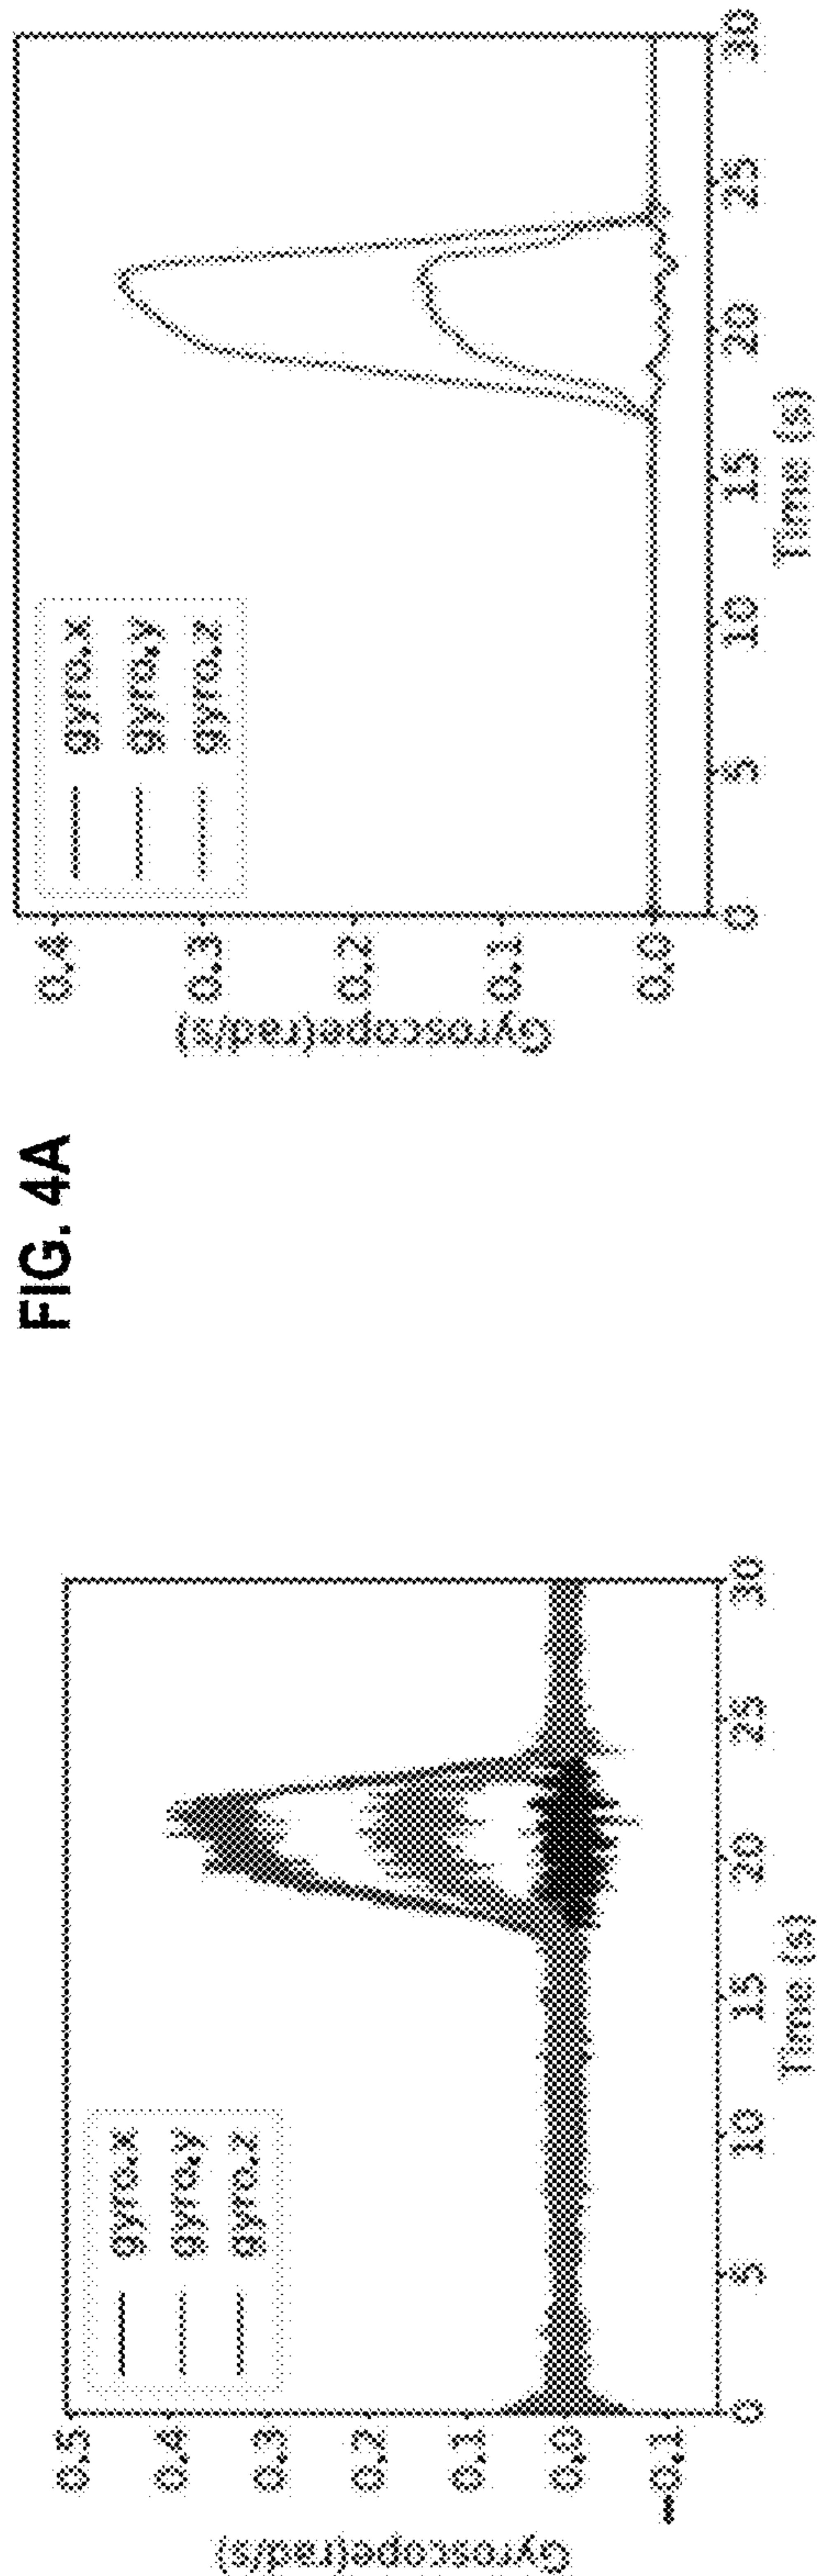 FIG. 4A
0.5
0.4
0.3
0.2
0.1
0.0
-0.1
Gyroscope(rad/s)
gyro.x
gyro.y
gyro.z
0 5 10 15 20 25 30
Time (s)
0.4
0.3
0.2
0.1
0.0
Gyroscope(rad/s)
gyro.x
gyro.y
gyro.z
0 5 10 15 20 25 30
Time (s)